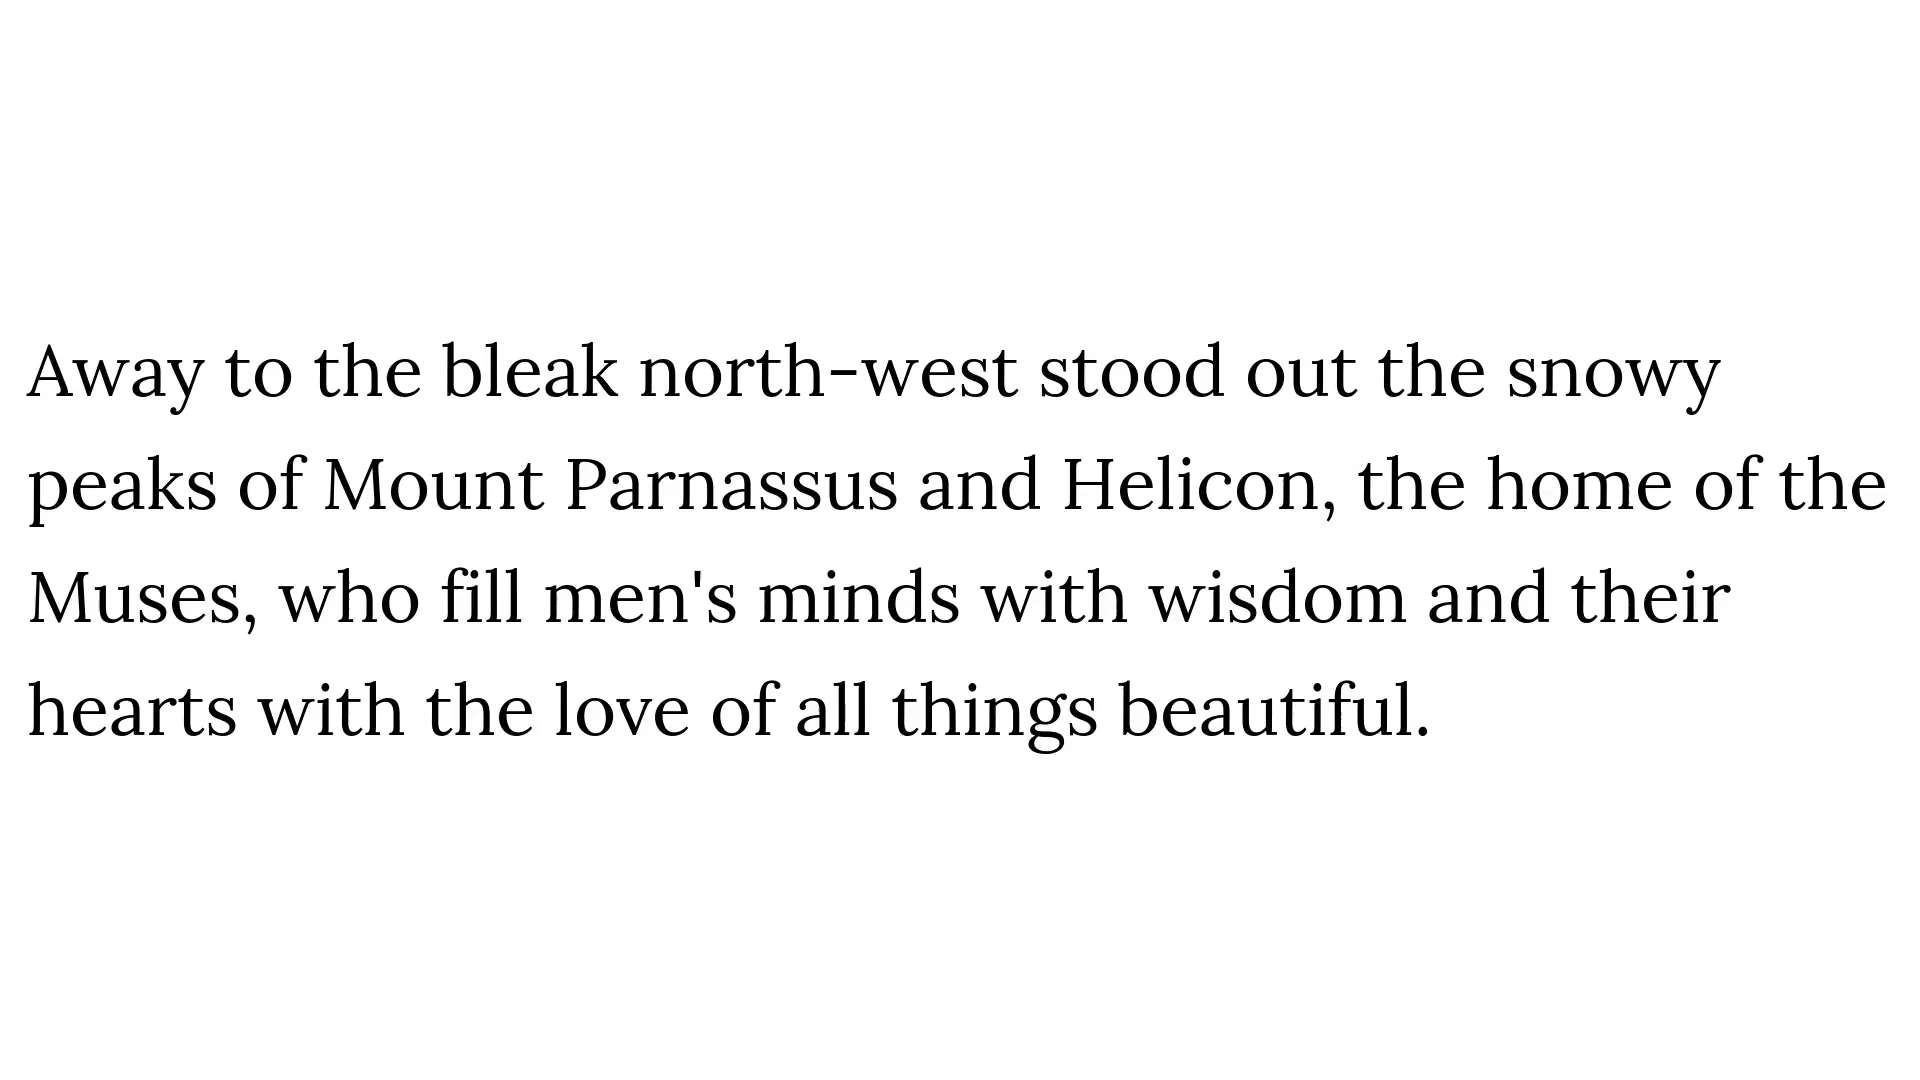 Away to the bleak north-west stood out the snowy
peaks of Mount Parnassus and Helicon, the home of the
Muses, who fill men's minds with wisdom and their
hearts with the love of all things beautiful.